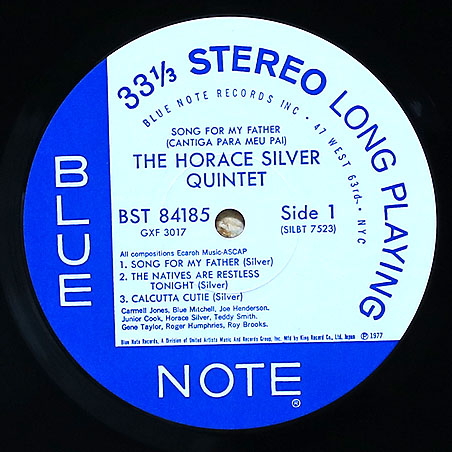 33⅓ STEREO LONG PLAYING
BLUE NOTE RECORDS INC • 47 WEST 63rd • NYC
SONG FOR MY FATHER
(CANTIGA PARA MEU PAI)
THE HORACE SILVER
QUINTET
BST 84185 Side 1
GXF 3017 (SILBT 7523)
All compositions Ecaroh Music-ASCAP
1. SONG FOR MY FATHER (Silver)
2. THE NATIVES ARE RESTLESS
TONIGHT (Silver)
3. CALCUTTA CUTIE (Silver)
Carmell Jones, Blue Mitchell, Joe Henderson.
Junior Cook, Horace Silver, Teddy Smith.
Gene Taylor, Roger Humphries, Roy Brooks.
Blue Note Records, A Division of United Artists Music And Records Group, Inc. Mfd by King Record Co., Ltd, Japan ℗ 1977
BLUE
NOTE
®